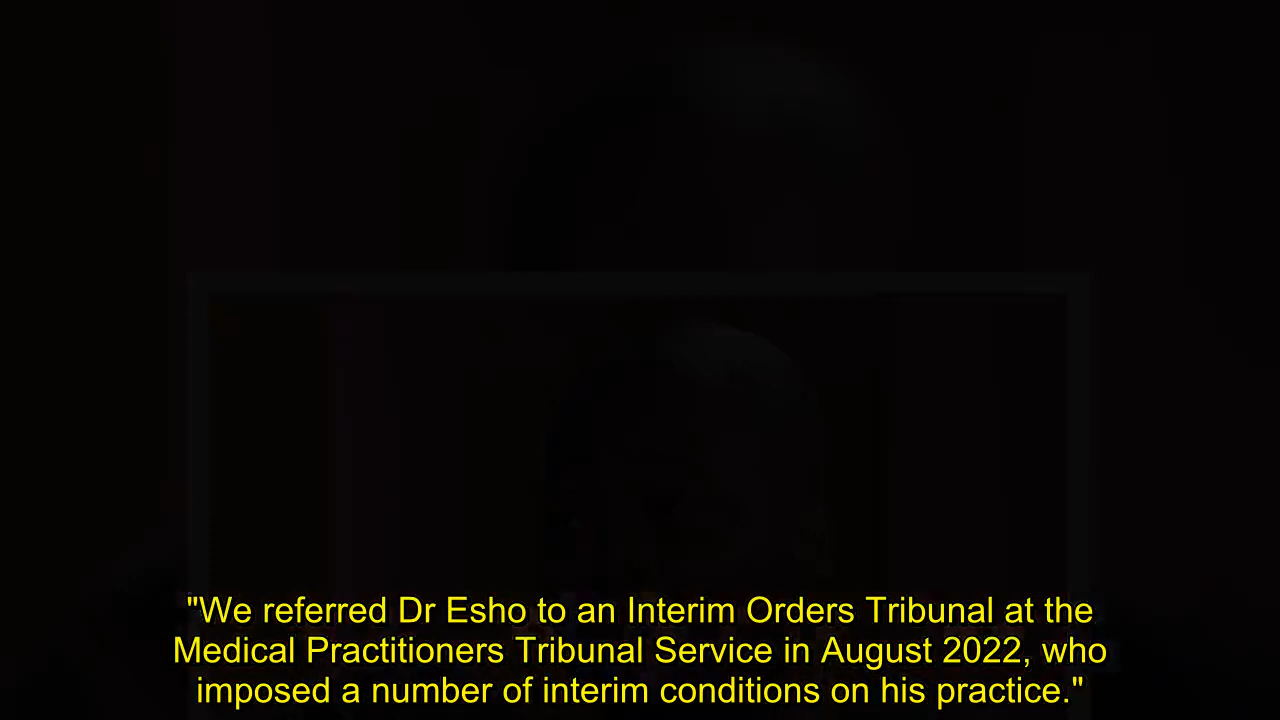 "We referred Dr Esho to an Interim Orders Tribunal at the
Medical Practitioners Tribunal Service in August 2022, who
imposed a number of interim conditions on his practice."